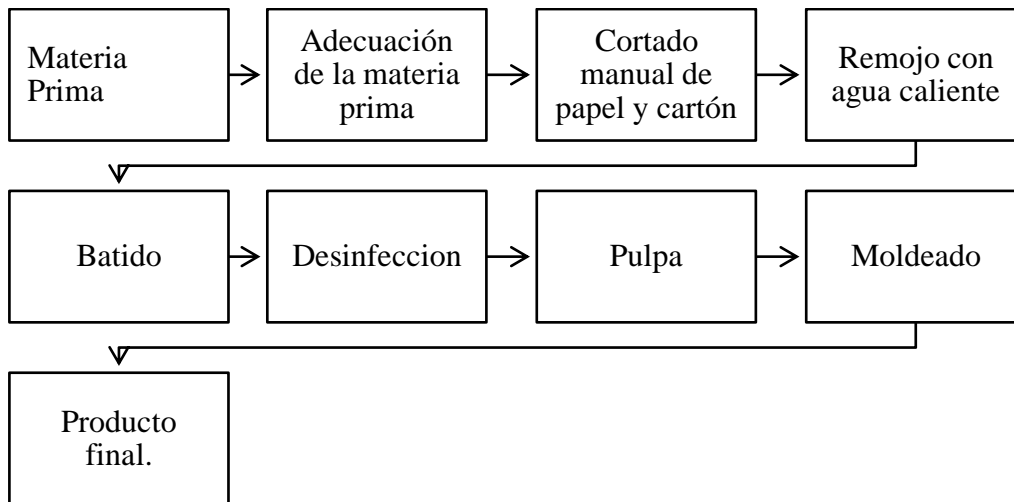 Materia
Prima
Adecuación
de la materia
prima
Cortado
manual de
papel y cartón
Remojo con
agua caliente
Batido
Desinfeccion
Pulpa
Moldeado
Producto
final.